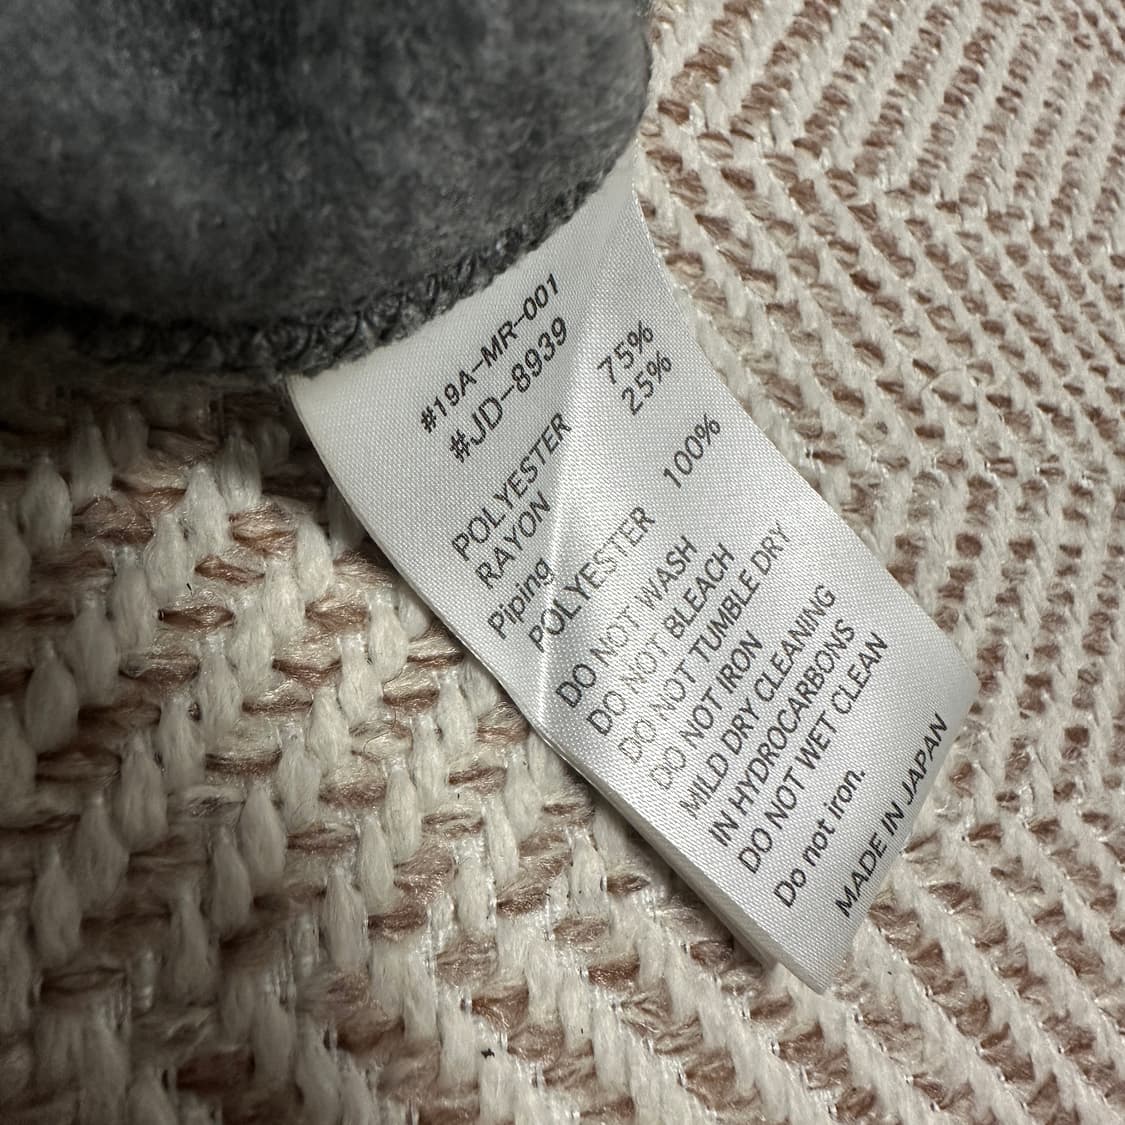 #19A-MR-001
#JD-8939
POLYESTER 75%
RAYON 25%
Piping
POLYESTER 100%
DO NOT WASH
DO NOT BLEACH
DO NOT TUMBLE DRY
DO NOT IRON
MILD DRY CLEANING
IN HYDROCARBONS
DO NOT WET CLEAN
Do not iron.
MADE IN JAPAN